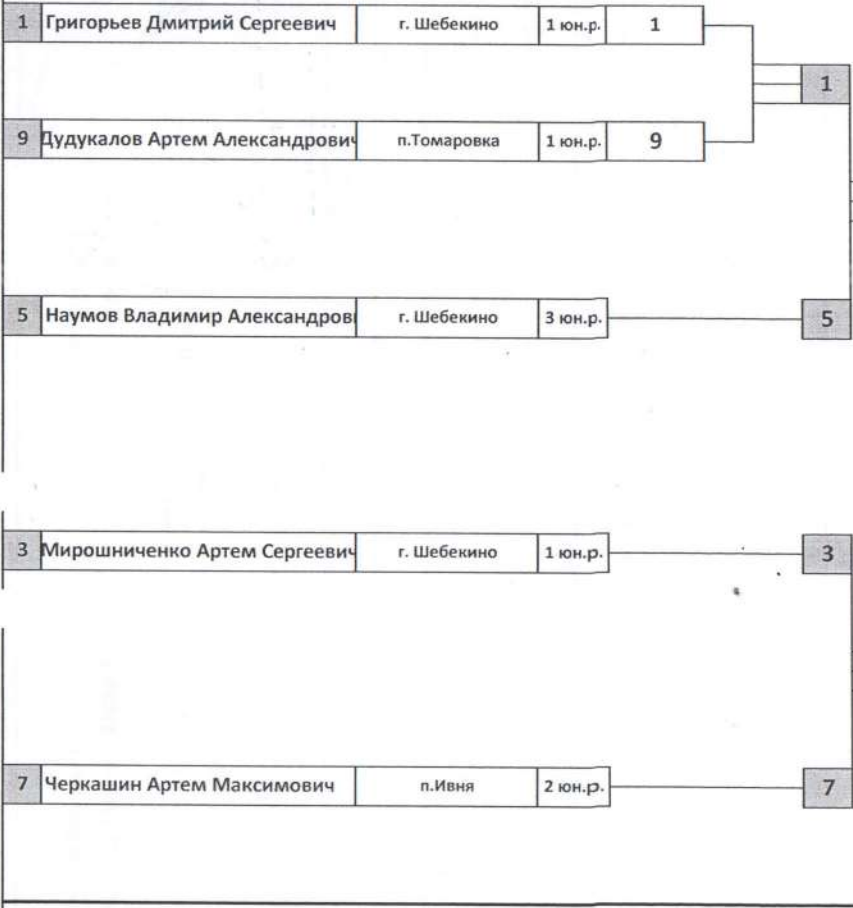 1 Григорьев Дмитрий Сергеевич г. Шебекино 1 юн.р. 1
1
9 Дудукалов Артем Александрович п.Томаровка 1 юн.р. 9
5 Наумов Владимир Александрови г. Шебекино 3 юн.р. 5
3 Мирошниченко Артем Сергеевич г. Шебекино 1 юн.р. 3
7 Черкашин Артем Максимович п.Ивня 2 юн.р. 7